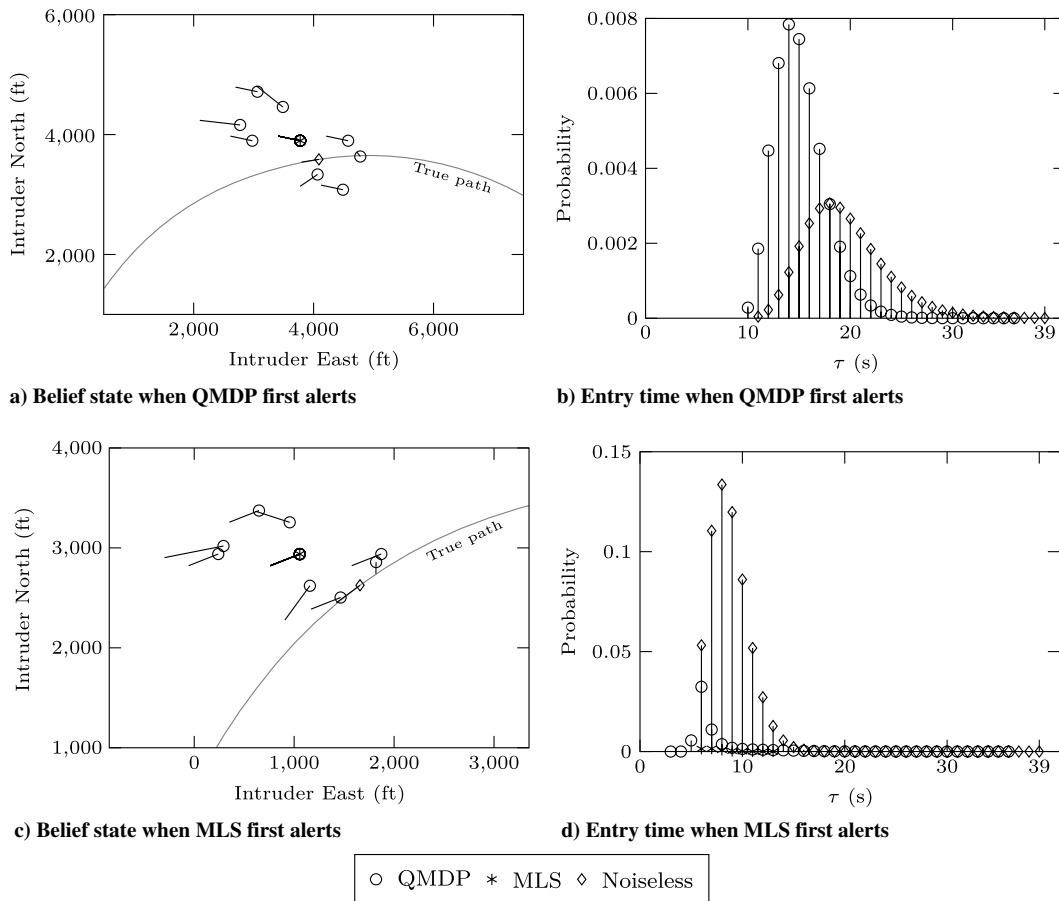 6,000
4,000
2,000
Intruder North (ft)
True path
2,000
4,000
6,000
Intruder East (ft)
a) Belief state when QMDP first alerts
0.008
0.006
0.004
0.002
0
Probability
0
10
20
30
39
τ (s)
b) Entry time when QMDP first alerts
4,000
3,000
2,000
1,000
Intruder North (ft)
True path
0
1,000
2,000
3,000
Intruder East (ft)
c) Belief state when MLS first alerts
0.15
0.1
0.05
0
Probability
0
10
20
30
39
τ (s)
d) Entry time when MLS first alerts
QMDP
MLS
Noiseless